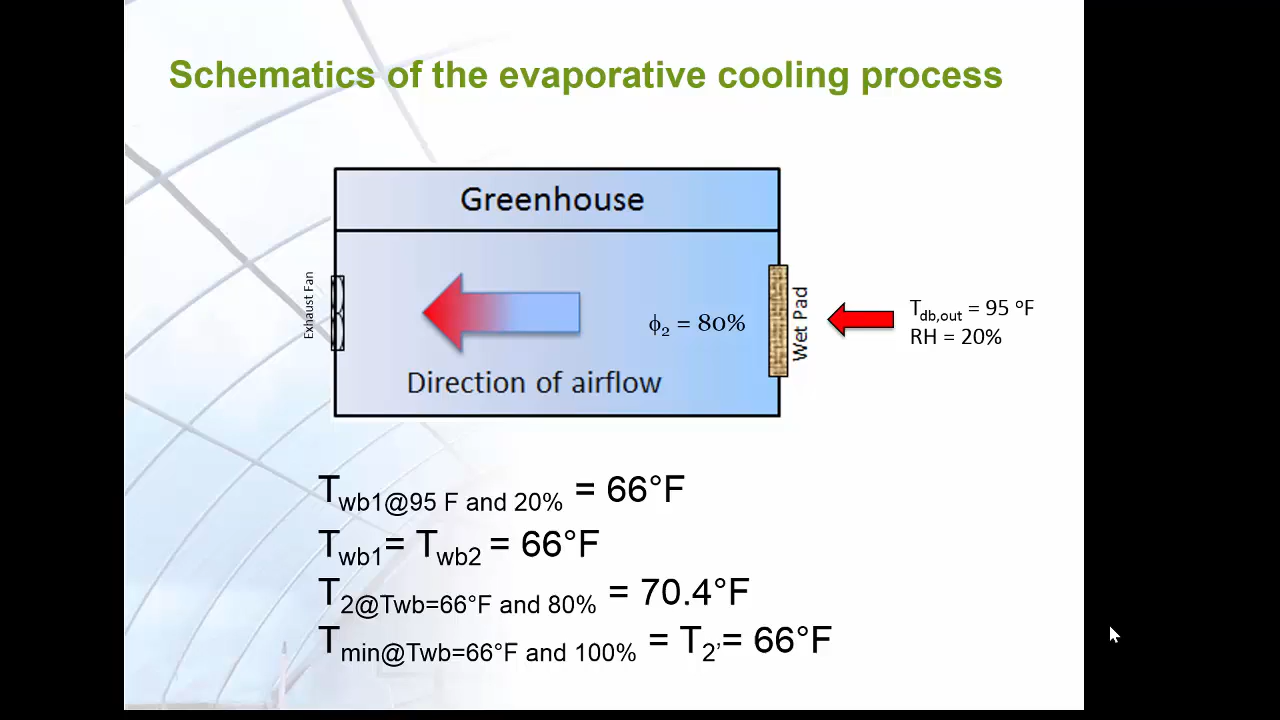 Schematics of the evaporative cooling process
Greenhouse
Exhaust Fan
ϕ2 = 80%
Wet Pad
Tdb,out = 95 °F
RH = 20%
Direction of airflow
Twb1@95 F and 20% = 66°F
Twb1= Twb2 = 66°F
T2@Twb=66°F and 80% = 70.4°F
Tmin@Twb=66°F and 100% = T2’= 66°F